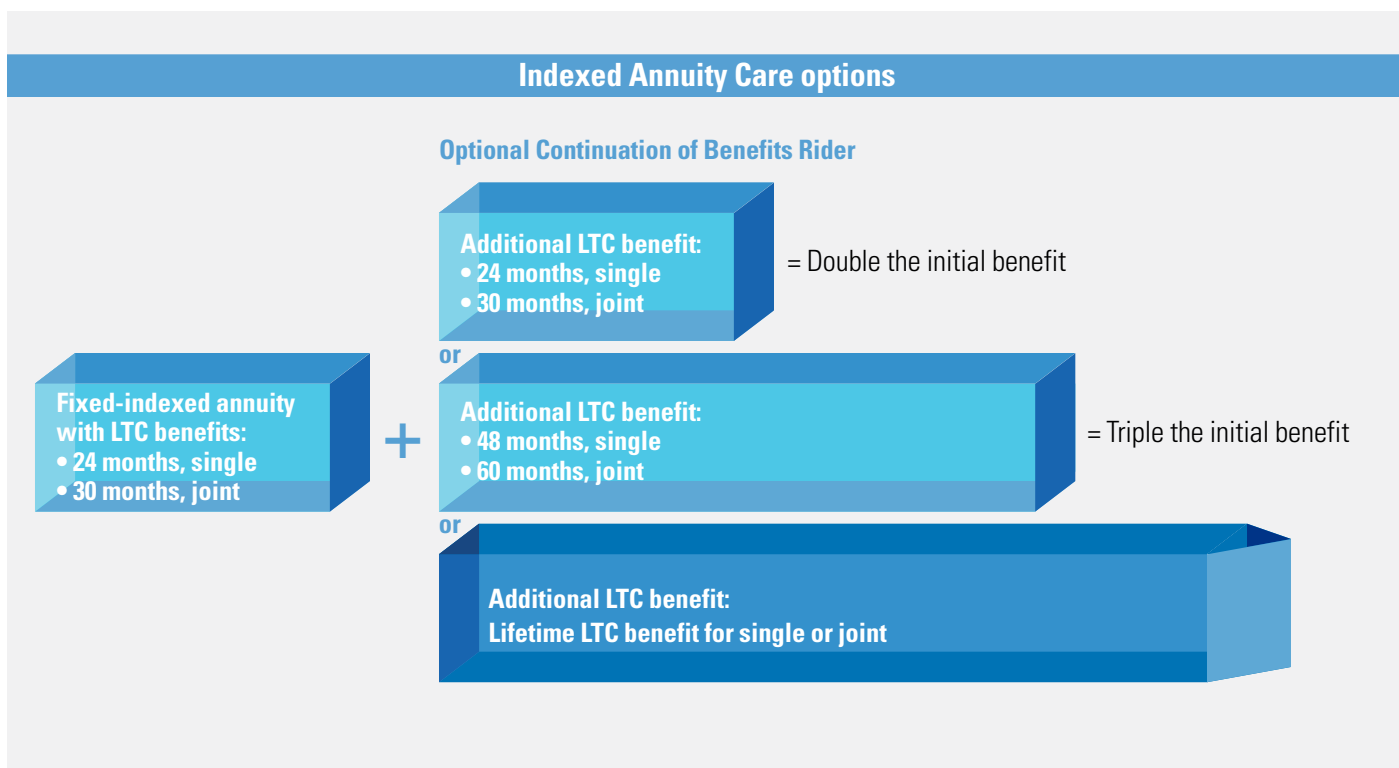 Indexed Annuity Care options
Optional Continuation of Benefits Rider
Additional LTC benefit:
• 24 months, single
• 30 months, joint
= Double the initial benefit
or
Fixed-indexed annuity
with LTC benefits:
• 24 months, single
• 30 months, joint
+
Additional LTC benefit:
• 48 months, single
• 60 months, joint
= Triple the initial benefit
or
Additional LTC benefit:
Lifetime LTC benefit for single or joint